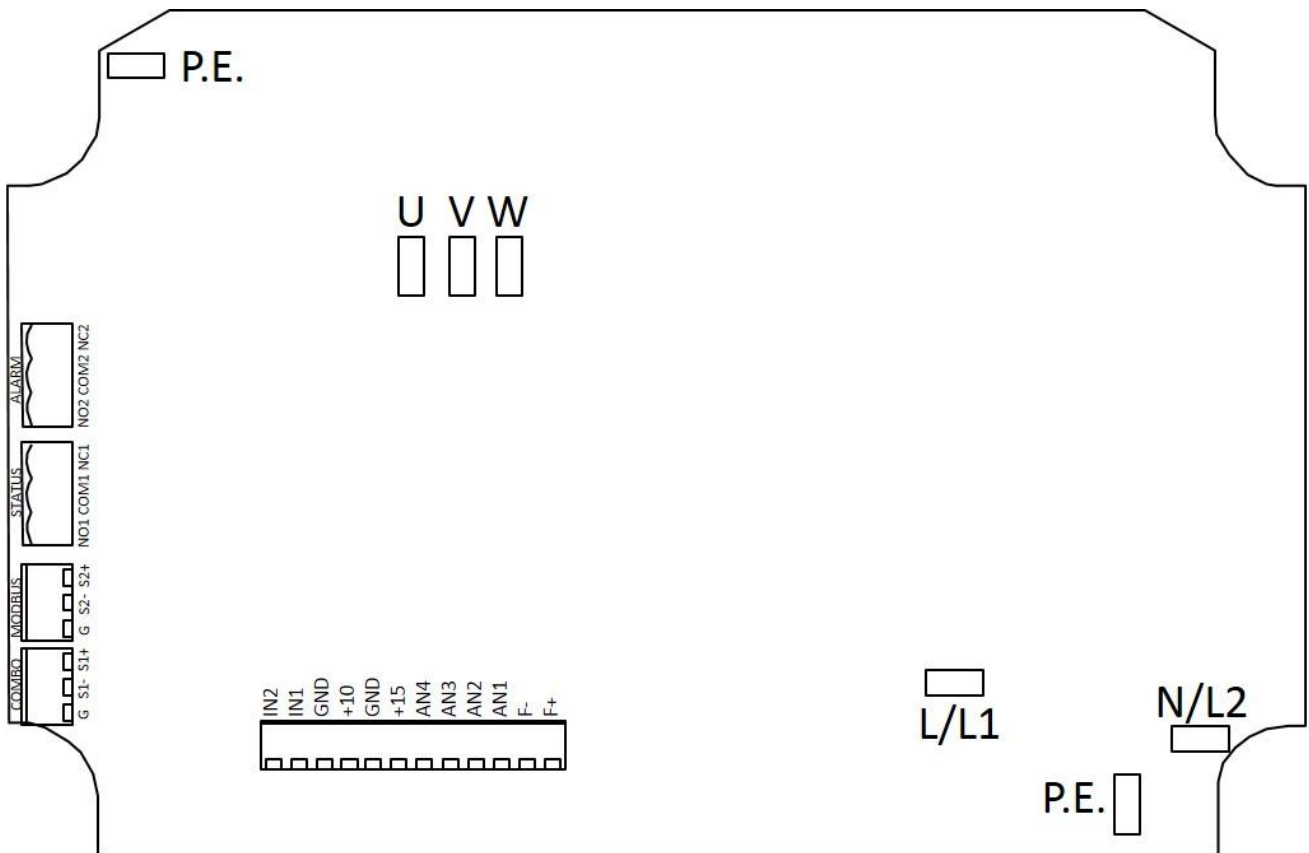 P.E.
U V W
ALARM
NO2 COM2 NC2
STATUS
NO1 COM1 NC1
MODBUS
G S2- S2+
COMBO
G S1- S1+
IN2
IN1
GND
+10
GND
+15
AN4
AN3
AN2
AN1
F-
F+
L/L1
N/L2
P.E.